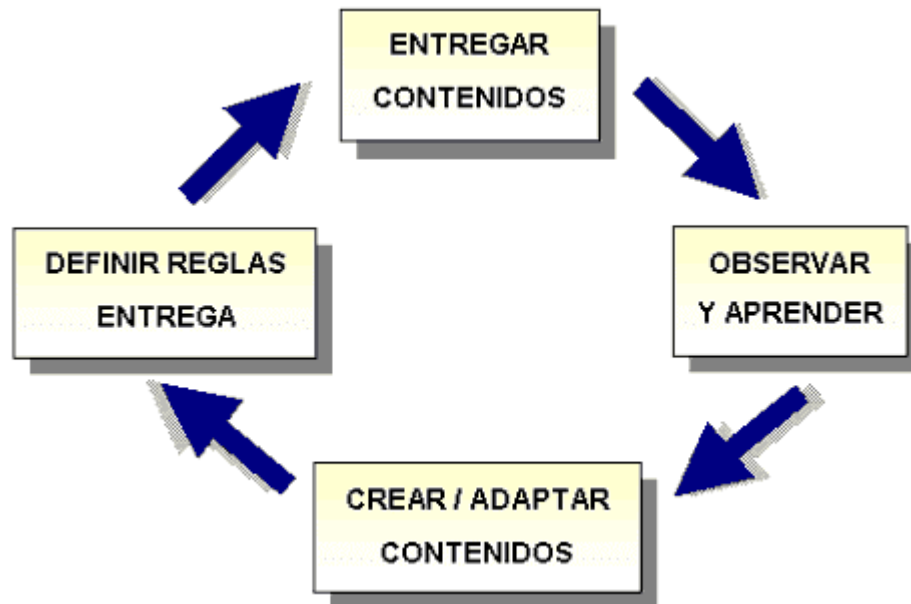 ENTREGAR
CONTENIDOS
DEFINIR REGLAS
ENTREGA
OBSERVAR
Y APRENDER
CREAR / ADAPTAR
CONTENIDOS